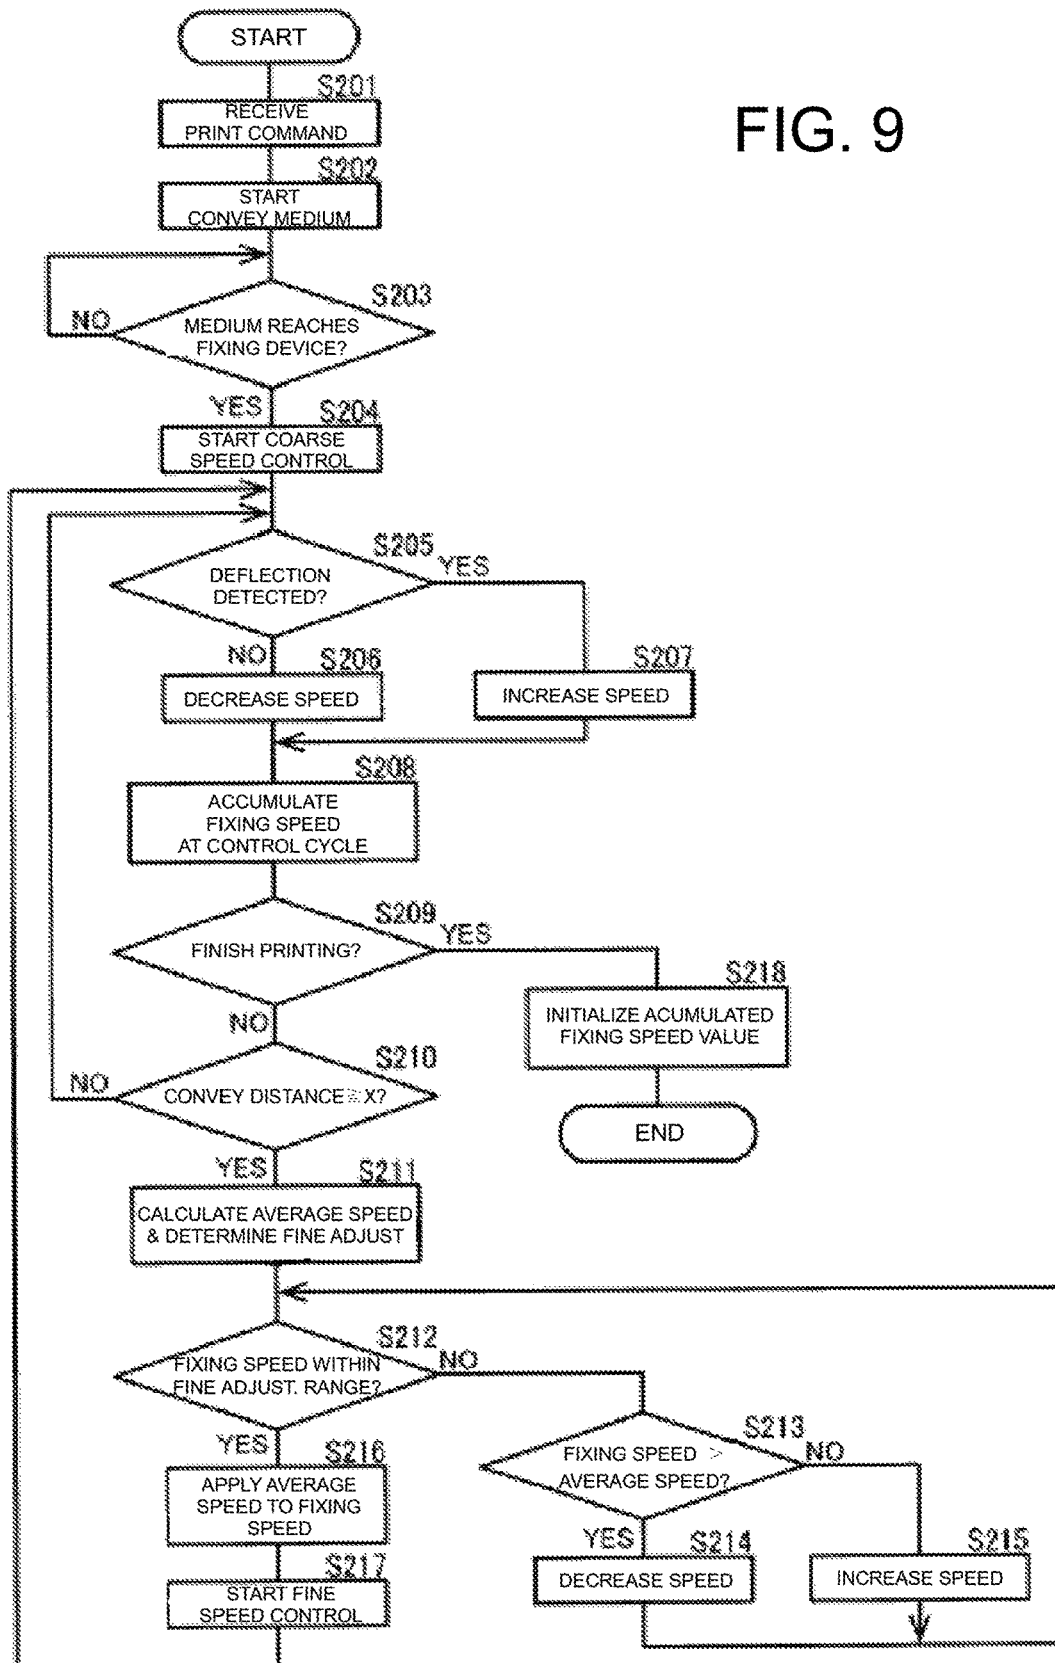 FIG. 9
START
S201
RECEIVE
PRINT COMMAND
S202
START
CONVEY MEDIUM
S203
MEDIUM REACHES
FIXING DEVICE?
NO
YES
S204
START COARSE
SPEED CONTROL
S205
DEFLECTION
DETECTED?
YES
NO
S206
DECREASE SPEED
S207
INCREASE SPEED
S208
ACCUMULATE
FIXING SPEED
AT CONTROL CYCLE
S209
FINISH PRINTING?
YES
NO
S218
INITIALIZE ACUMULATED
FIXING SPEED VALUE
END
S210
CONVEY DISTANCE≧X?
NO
YES
S211
CALCULATE AVERAGE SPEED
& DETERMINE FINE ADJUST
S212
FIXING SPEED WITHIN
FINE ADJUST. RANGE?
NO
YES
S213
FIXING SPEED >
AVERAGE SPEED?
NO
YES
S214
DECREASE SPEED
S215
INCREASE SPEED
S216
APPLY AVERAGE
SPEED TO FIXING
SPEED
S217
START FINE
SPEED CONTROL